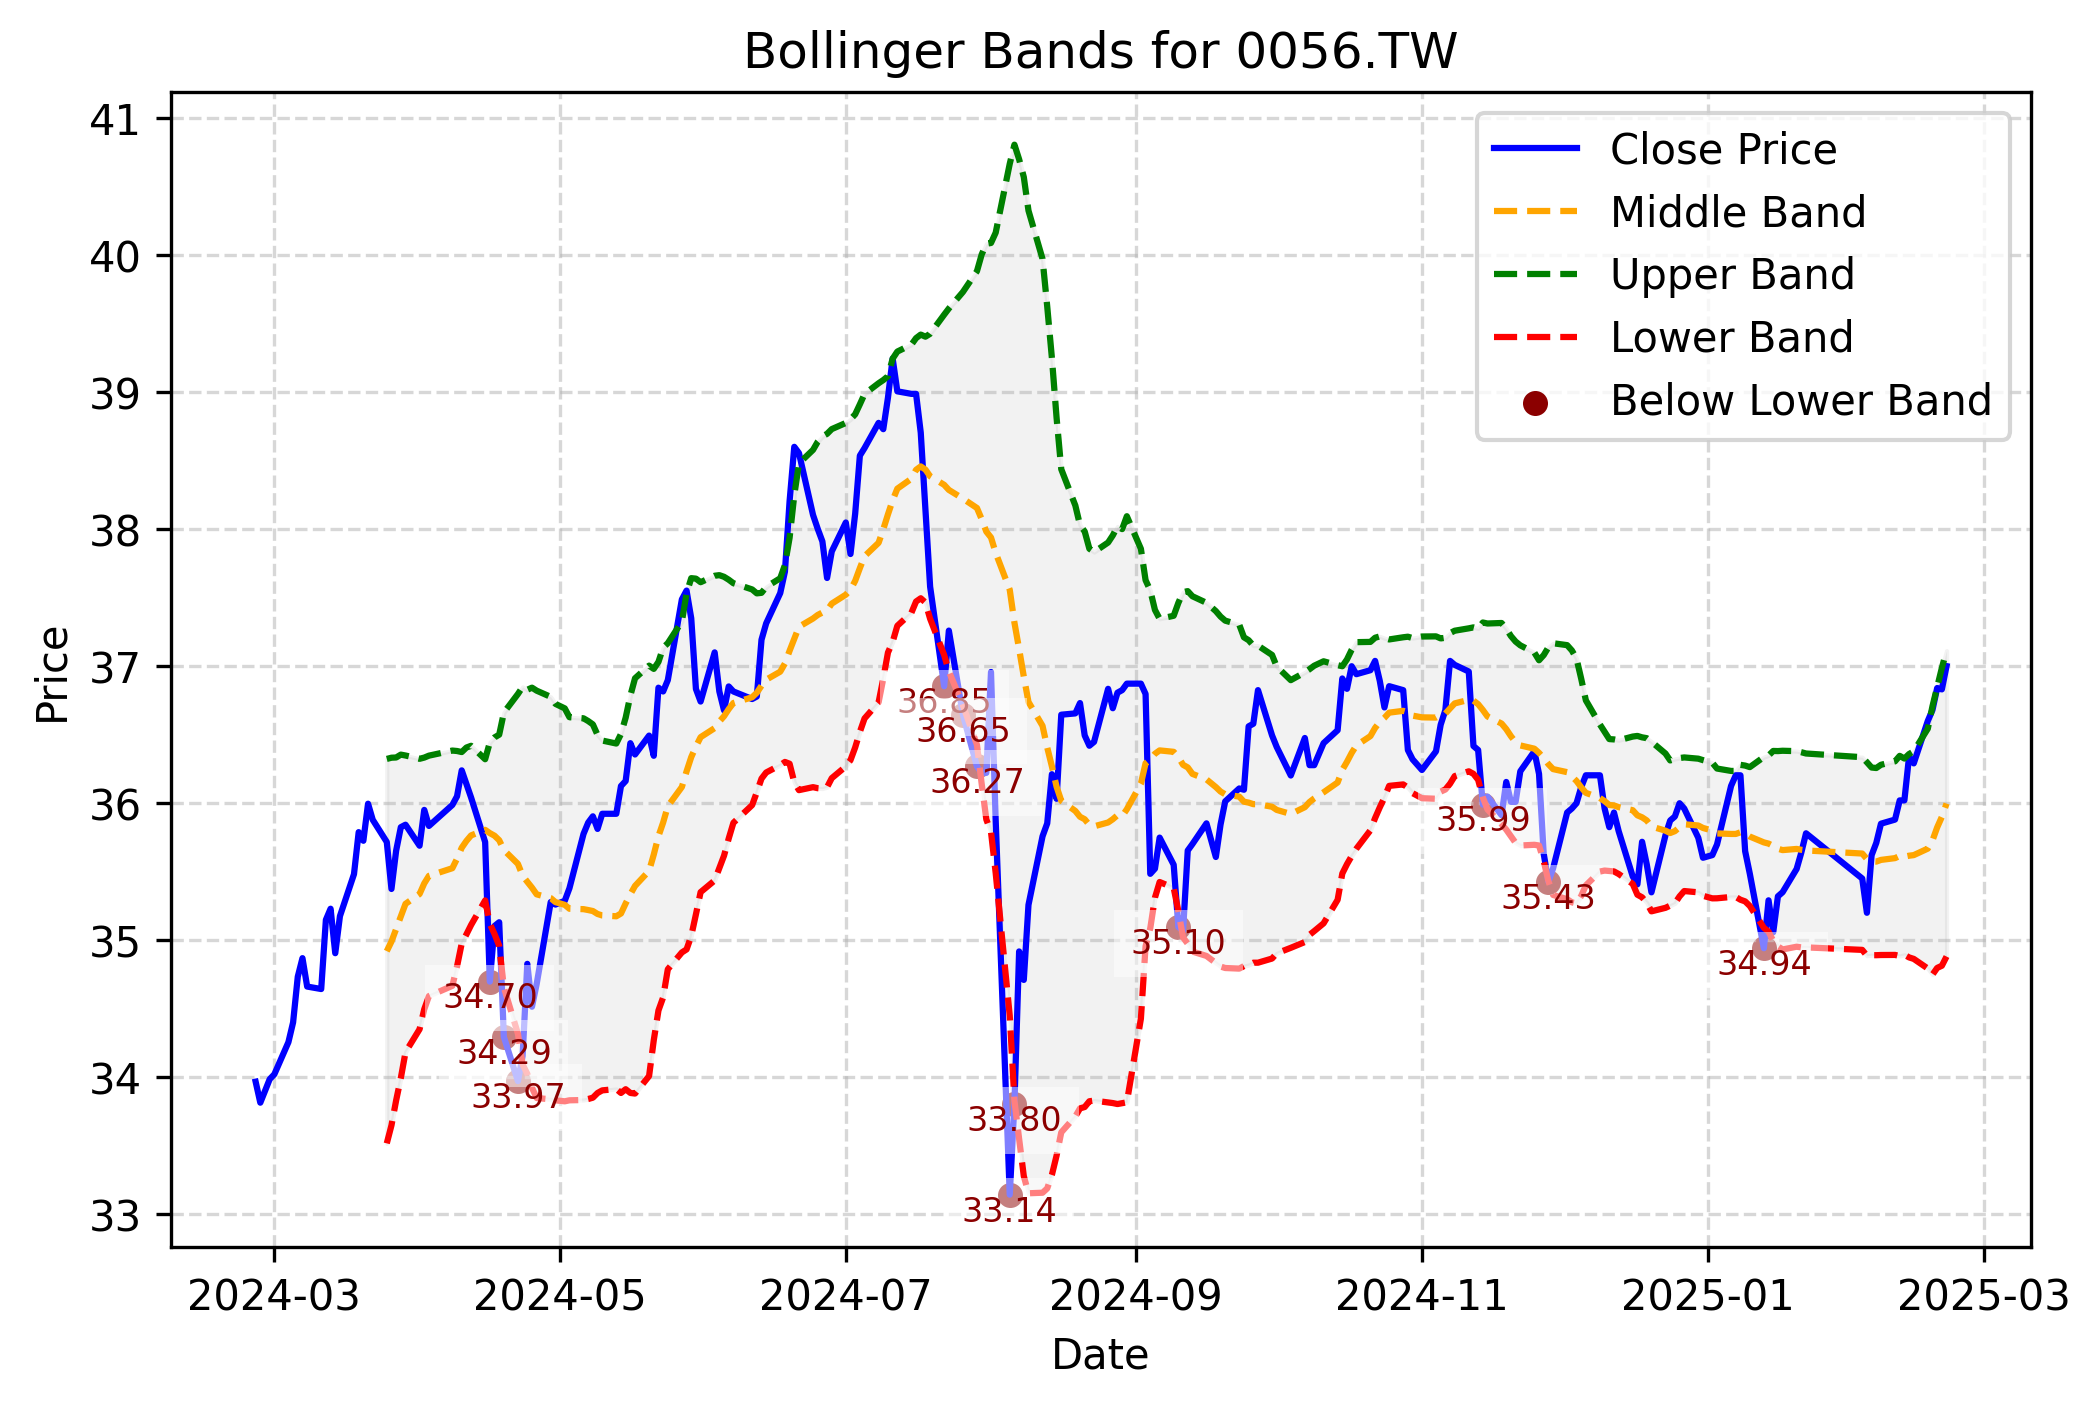 Bollinger Bands for 0056.TW
41
40
39
38
37
36
35
34
33
Price
Close Price
Middle Band
Upper Band
Lower Band
Below Lower Band
36.85
36.65
36.27
35.99
35.43
35.10
34.94
34.70
34.29
33.97
33.80
33.14
2024-03 2024-05 2024-07 2024-09 2024-11 2025-01 2025-03
Date